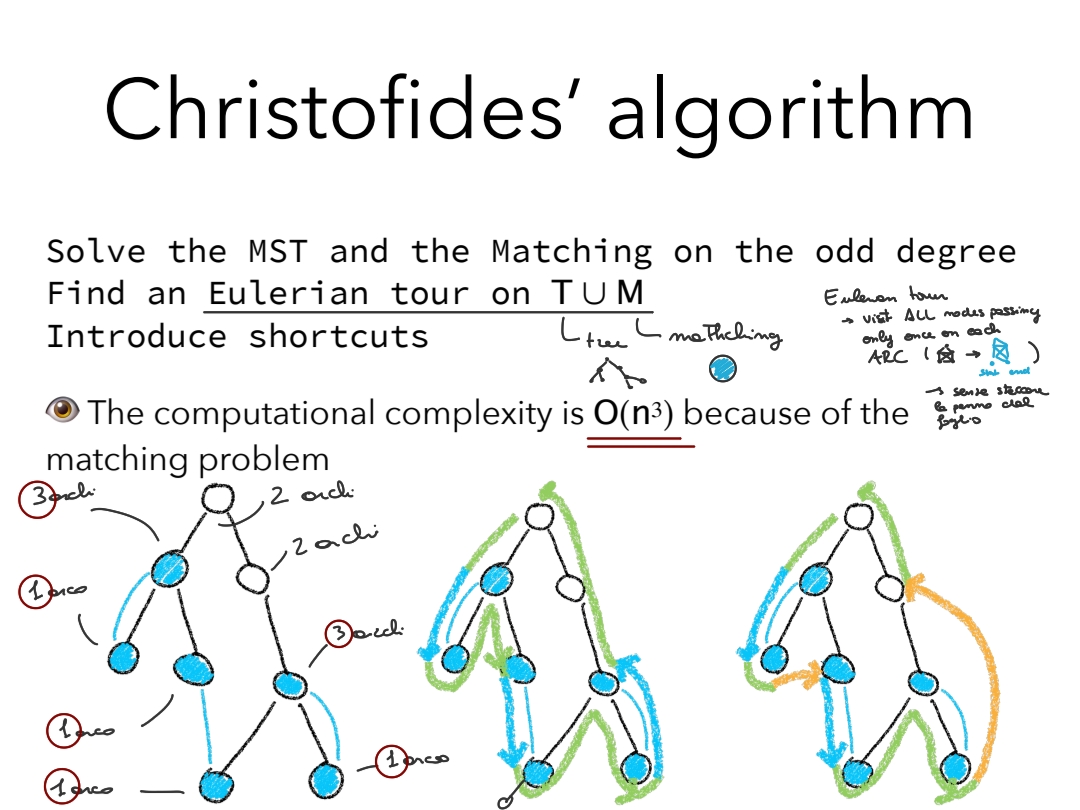 Christofides’ algorithm
Solve the MST and the Matching on the odd degree
Find an Eulerian tour on T ∪ M
Introduce shortcuts
tree
mathching
Eulerian tour
→ visit ALL nodes passing
only once on each
ARC ( → )
start end
→ senza staccare
la penna dal
foglio
The computational complexity is O(n³) because of the
matching problem
3 archi
2 archi
2 archi
1 arco
3 archi
1 arco
1 arco
1 arco